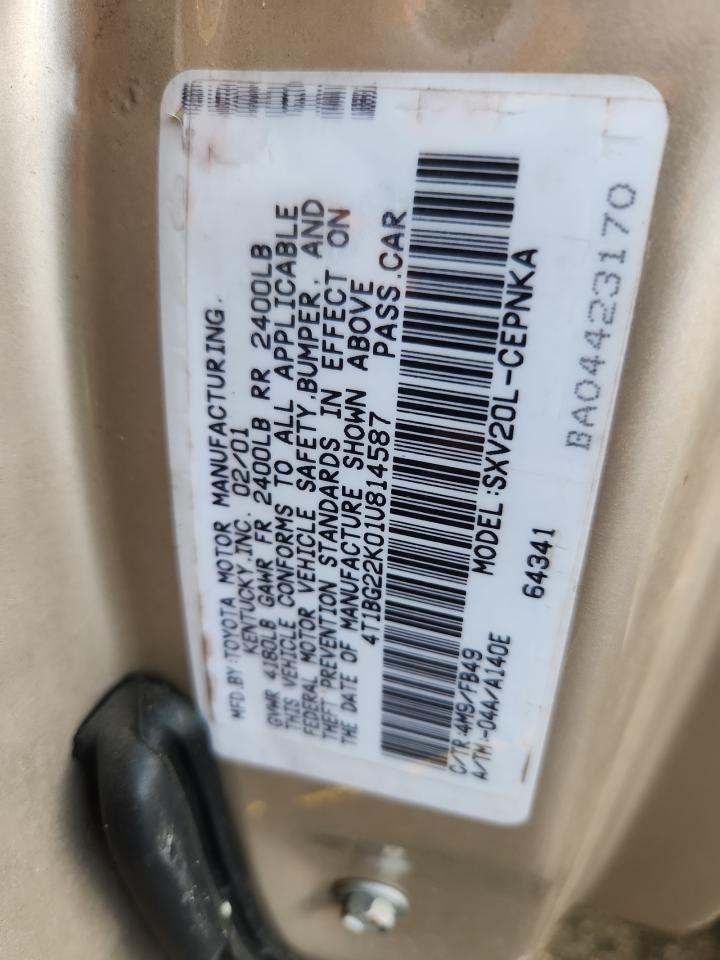 MFD BY:TOYOTA MOTOR MANUFACTURING,
KENTUCKY,INC. 02/01
GVWR 4180LB GAWR FR 2400LB RR 2400LB
THIS VEHICLE CONFORMS TO ALL APPLICABLE
FEDERAL MOTOR VEHICLE SAFETY,BUMPER, AND
THEFT PREVENTION STANDARDS IN EFFECT ON
THE DATE OF MANUFACTURE SHOWN ABOVE
4T1BG22K01U814587 PASS.CAR
C/TR:4M9/FB49 MODEL:SXV20L-CEPNKA
A/TM:-04A/A140E
64341
BA04423170